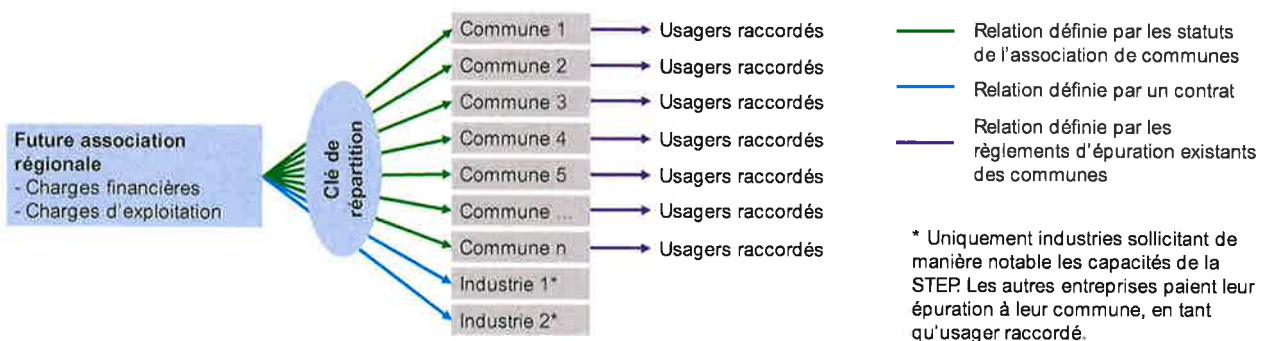 Future association
régionale
- Charges financières
- Charges d'exploitation
Clé de
répartition
Commune 1
Commune 2
Commune 3
Commune 4
Commune 5
Commune ...
Commune n
Industrie 1*
Industrie 2*
Usagers raccordés
Usagers raccordés
Usagers raccordés
Usagers raccordés
Usagers raccordés
Usagers raccordés
Usagers raccordés
Relation définie par les statuts
de l'association de communes
Relation définie par un contrat
Relation définie par les
règlements d'épuration existants
des communes
* Uniquement industries sollicitant de
manière notable les capacités de la
STEP. Les autres entreprises paient leur
épuration à leur commune, en tant
qu'usager raccordé.